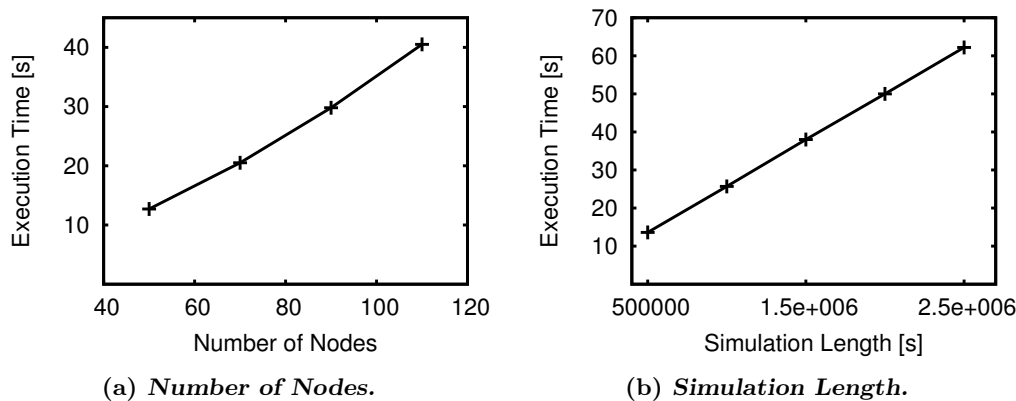 40
30
20
10
Execution Time [s]
40 60 80 100 120
Number of Nodes
(a) Number of Nodes.
70
60
50
40
30
20
10
Execution Time [s]
500000 1.5e+006 2.5e+006
Simulation Length [s]
(b) Simulation Length.